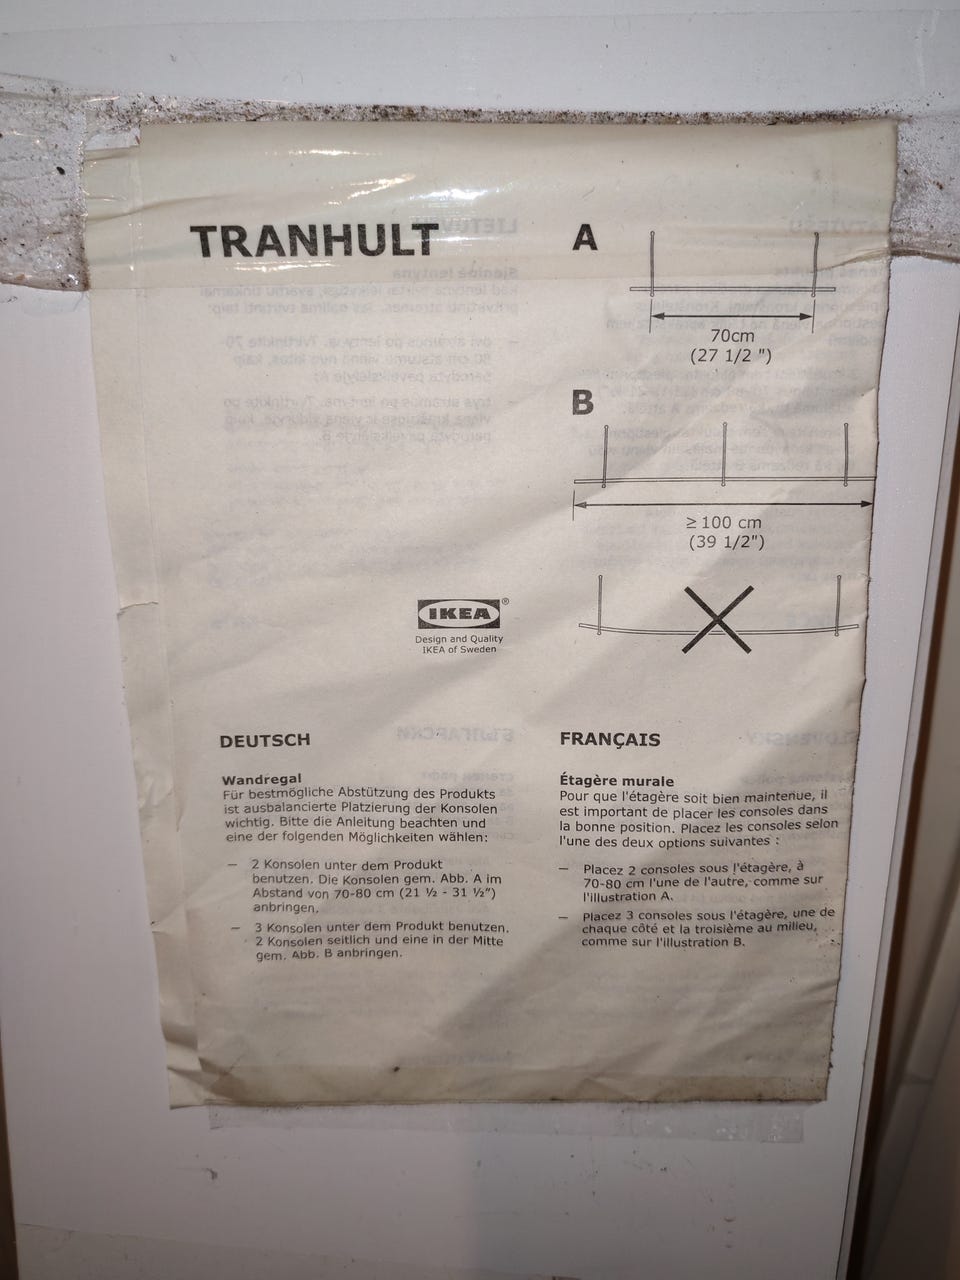 TRANHULT
A
70cm
(27 1/2 ")
B
≥ 100 cm
(39 1/2")
IKEA®
Design and Quality
IKEA of Sweden
DEUTSCH
Wandregal
Für bestmögliche Abstützung des Produkts
ist ausbalancierte Platzierung der Konsolen
wichtig. Bitte die Anleitung beachten und
eine der folgenden Möglichkeiten wählen:
— 2 Konsolen unter dem Produkt
benutzen. Die Konsolen gem. Abb. A im
Abstand von 70-80 cm (21 ½ - 31 ½")
anbringen.
— 3 Konsolen unter dem Produkt benutzen.
2 Konsolen seitlich und eine in der Mitte
gem. Abb. B anbringen.
FRANÇAIS
Étagère murale
Pour que l'étagère soit bien maintenue, il
est important de placer les consoles dans
la bonne position. Placez les consoles selon
l'une des deux options suivantes :
— Placez 2 consoles sous l'étagère, à
70-80 cm l'une de l'autre, comme sur
l'illustration A.
— Placez 3 consoles sous l'étagère, une de
chaque côté et la troisième au milieu,
comme sur l'illustration B.